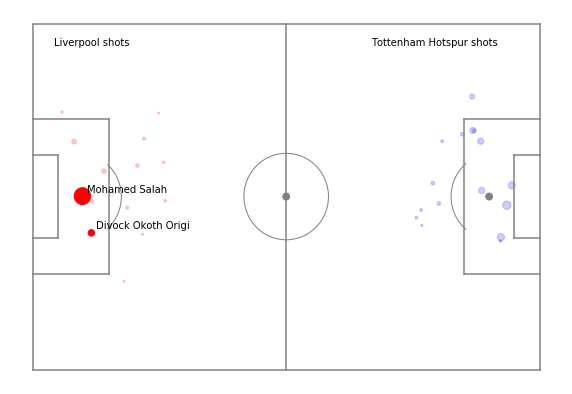 Liverpool shots
Tottenham Hotspur shots
Mohamed Salah
Divock Okoth Origi